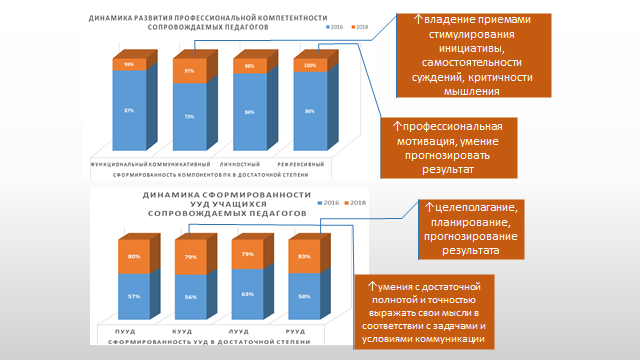 ДИНАМИКА РАЗВИТИЯ ПРОФЕССИОНАЛЬНОЙ КОМПЕТЕНТНОСТИ
СОПРОВОЖДАЕМЫХ ПЕДАГОГОВ
2016 2018
99% 97% 98% 100%
87% 73% 84% 86%
ФУНКЦИОНАЛЬНЫЙ КОММУНИКАТИВНЫЙ ЛИЧНОСТНЫЙ РЕФЛЕКСИВНЫЙ
СФОРМИРОВАННОСТЬ КОМПОНЕНТОВ ПК В ДОСТАТОЧНОЙ СТЕПЕНИ
↑владение приемами
стимулирования
инициативы,
самостоятельности
суждений, критичности
мышления
↑профессиональная
мотивация, умение
прогнозировать
результат
ДИНАМИКА СФОРМИРОВАННОСТИ
УУД УЧАЩИХСЯ
СОПРОВОЖДАЕМЫХ ПЕДАГОГОВ
2016 2018
80% 79% 79% 83%
57% 56% 63% 58%
ПУУД КУУД ЛУУД РУУД
СФОРМИРОВАННОСТЬ УУД В ДОСТАТОЧНОЙ СТЕПЕНИ
↑целеполагание,
планирование,
прогнозирование
результата
↑умения с достаточной
полнотой и точностью
выражать свои мысли в
соответствии с задачами и
условиями коммуникации